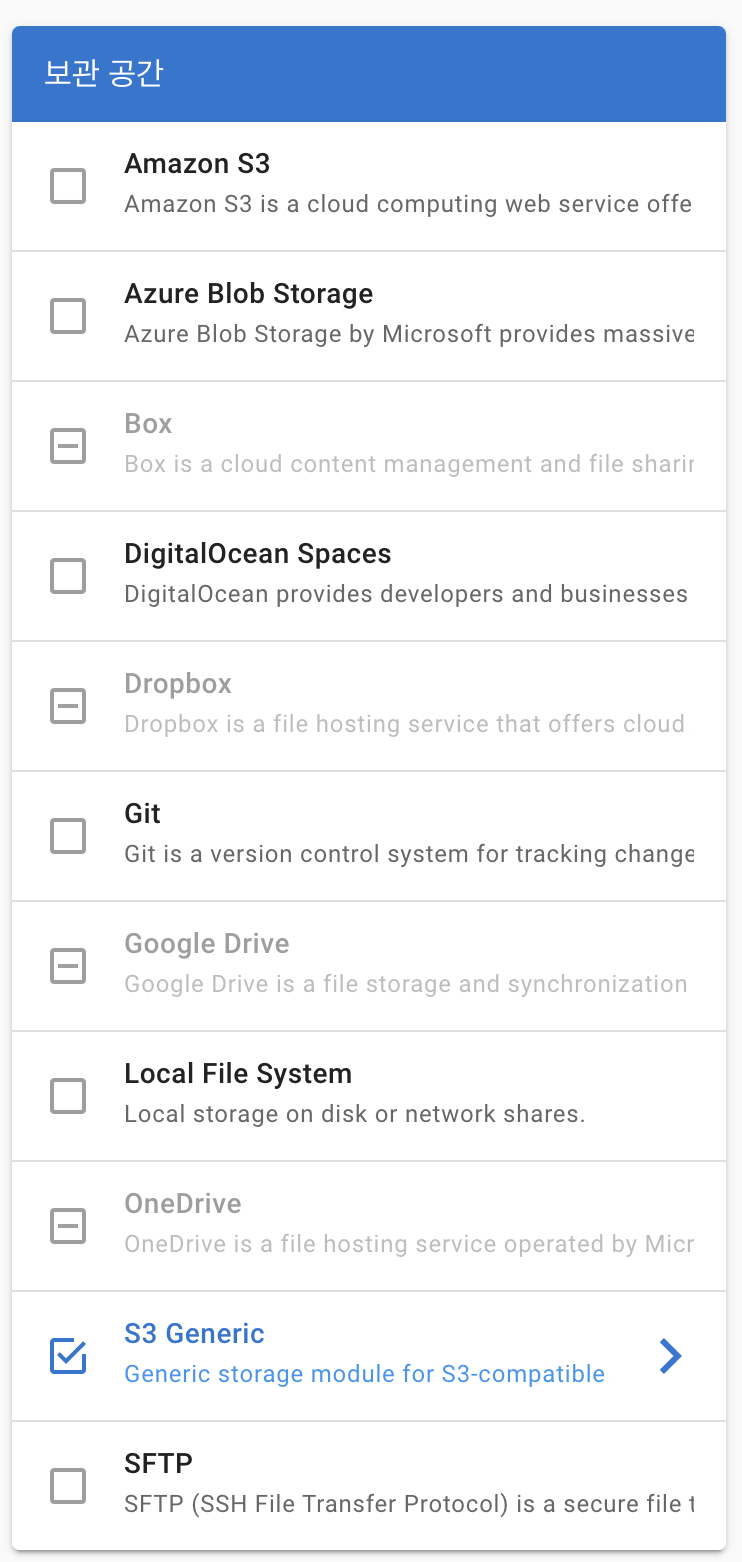 보관 공간
Amazon S3
Amazon S3 is a cloud computing web service offe
Azure Blob Storage
Azure Blob Storage by Microsoft provides massive
Box
Box is a cloud content management and file sharin
DigitalOcean Spaces
DigitalOcean provides developers and businesses
Dropbox
Dropbox is a file hosting service that offers cloud
Git
Git is a version control system for tracking change
Google Drive
Google Drive is a file storage and synchronization
Local File System
Local storage on disk or network shares.
OneDrive
OneDrive is a file hosting service operated by Micr
S3 Generic
Generic storage module for S3-compatible
SFTP
SFTP (SSH File Transfer Protocol) is a secure file t